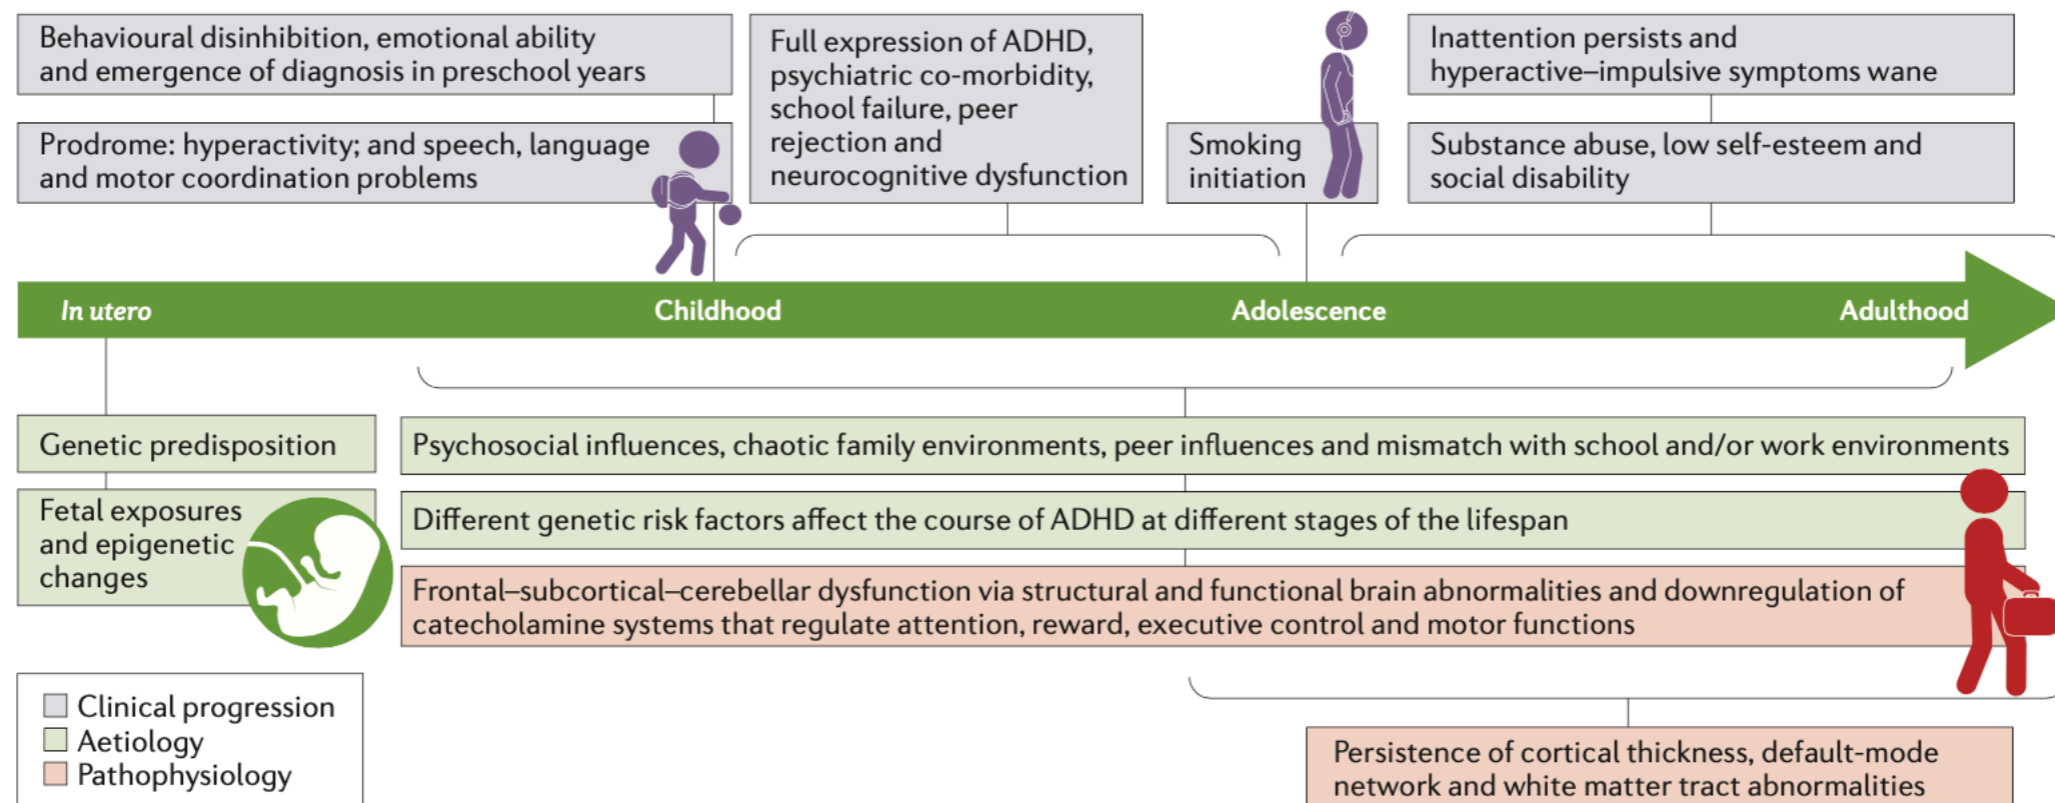 Behavioural disinhibition, emotional ability
and emergence of diagnosis in preschool years
Prodrome: hyperactivity; and speech, language
and motor coordination problems
Full expression of ADHD,
psychiatric co-morbidity,
school failure, peer
rejection and
neurocognitive dysfunction
Smoking
initiation
Inattention persists and
hyperactive–impulsive symptoms wane
Substance abuse, low self-esteem and
social disability
In utero
Childhood
Adolescence
Adulthood
Genetic predisposition
Fetal exposures
and epigenetic
changes
Psychosocial influences, chaotic family environments, peer influences and mismatch with school and/or work environments
Different genetic risk factors affect the course of ADHD at different stages of the lifespan
Frontal–subcortical–cerebellar dysfunction via structural and functional brain abnormalities and downregulation of
catecholamine systems that regulate attention, reward, executive control and motor functions
Clinical progression
Aetiology
Pathophysiology
Persistence of cortical thickness, default-mode
network and white matter tract abnormalities